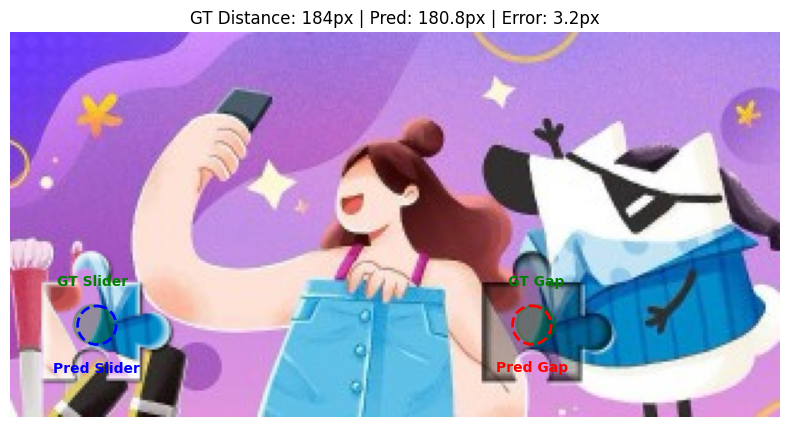 GT Distance: 184px | Pred: 180.8px | Error: 3.2px
GT Slider
GT Gap
Pred Slider
Pred Gap